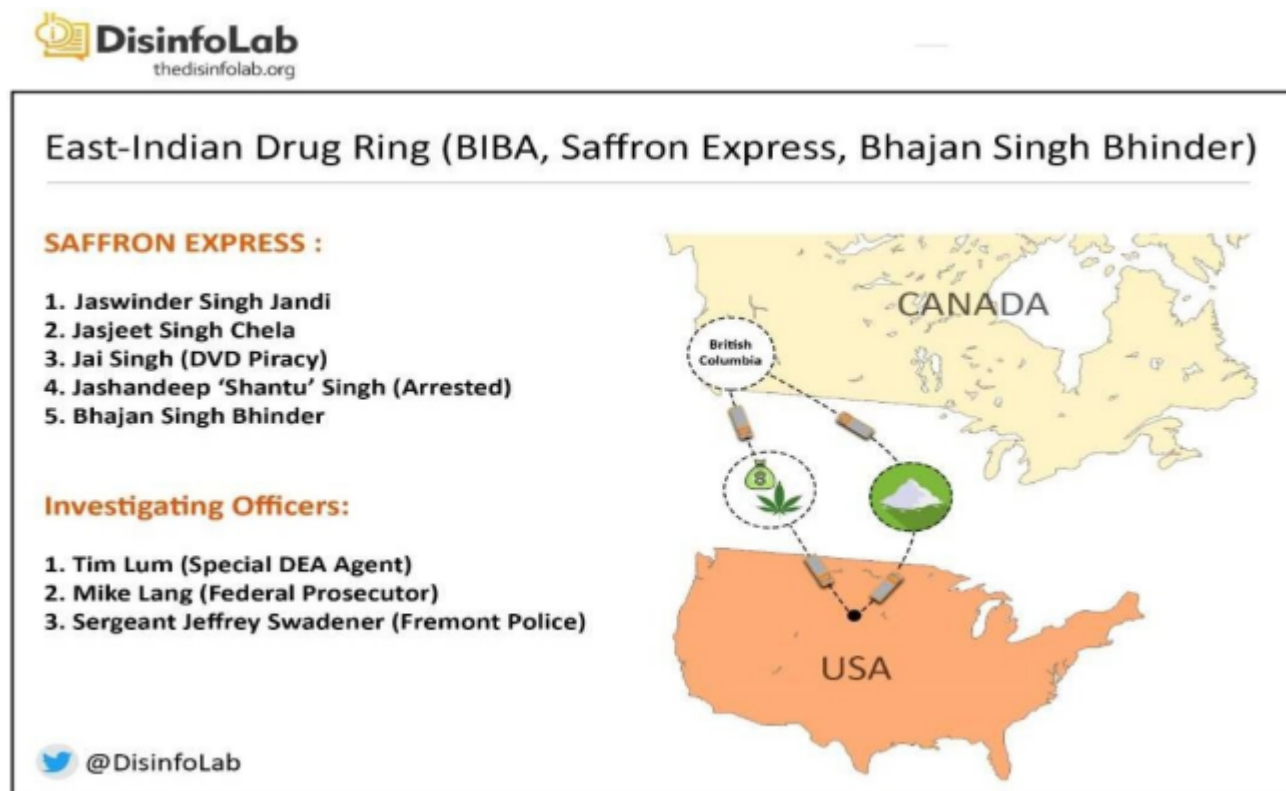 DisinfoLab
thedisinfolab.org
East-Indian Drug Ring (BIBA, Saffron Express, Bhajan Singh Bhinder)
SAFFRON EXPRESS :
1. Jaswinder Singh Jandi
2. Jasjeet Singh Chela
3. Jai Singh (DVD Piracy)
4. Jashandeep ‘Shantu’ Singh (Arrested)
5. Bhajan Singh Bhinder
Investigating Officers:
1. Tim Lum (Special DEA Agent)
2. Mike Lang (Federal Prosecutor)
3. Sergeant Jeffrey Swadener (Fremont Police)
CANADA
British
Columbia
USA
@DisinfoLab